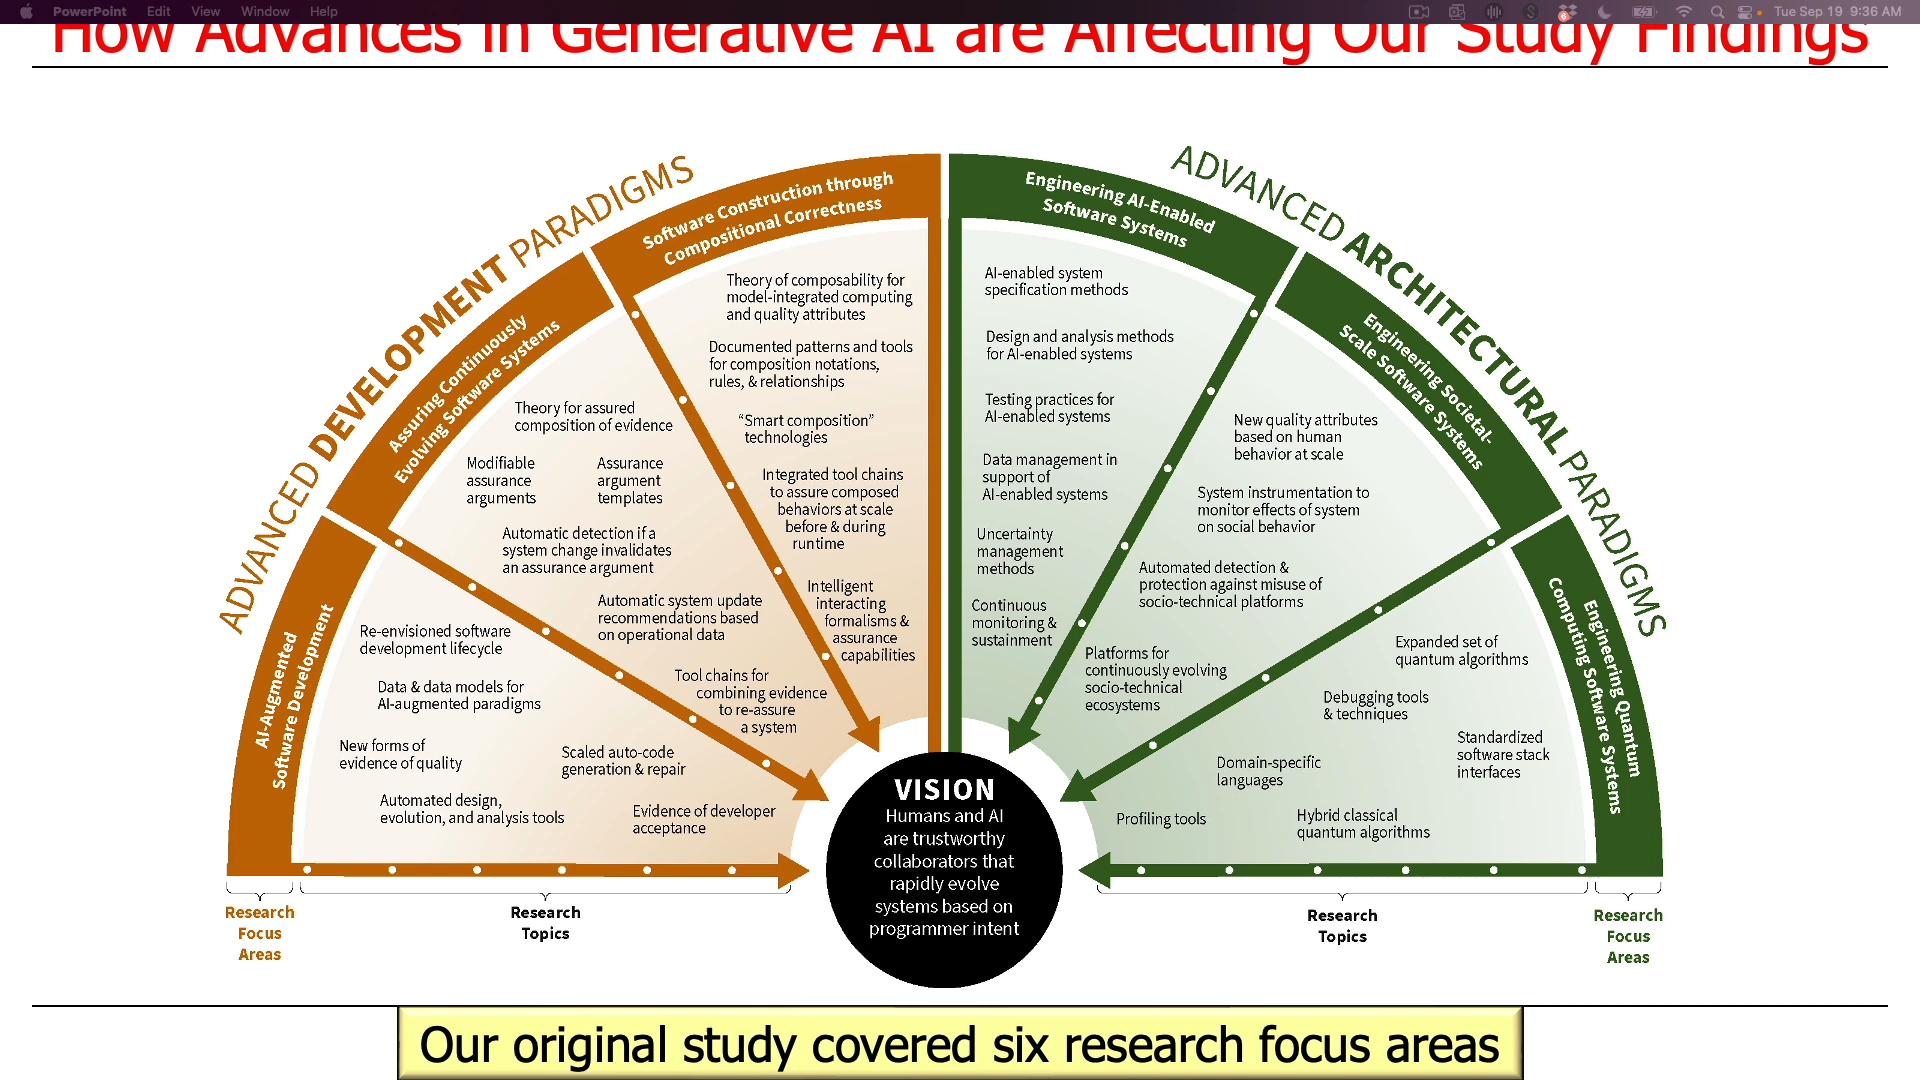 PowerPoint Edit View Window Help
Tue Sep 19 9:36 AM
How Advances in Generative AI are Affecting Our Study Findings
ADVANCED DEVELOPMENT PARADIGMS
ADVANCED ARCHITECTURAL PARADIGMS
AI-Augmented
Software Development
Re-envisioned software
development lifecycle
Data & data models for
AI-augmented paradigms
New forms of
evidence of quality
Scaled auto-code
generation & repair
Automated design,
evolution, and analysis tools
Evidence of developer
acceptance
Assuring Continuously
Evolving Software Systems
Theory for assured
composition of evidence
Modifiable
assurance
arguments
Assurance
argument
templates
Automatic detection if a
system change invalidates
an assurance argument
Automatic system update
recommendations based
on operational data
Tool chains for
combining evidence
to re-assure
a system
Software Construction through
Compositional Correctness
Theory of composability for
model-integrated computing
and quality attributes
Documented patterns and tools
for composition notations,
rules, & relationships
“Smart composition”
technologies
Integrated tool chains
to assure composed
behaviors at scale
before & during
runtime
Intelligent
interacting
formalisms &
assurance
capabilities
Engineering AI-Enabled
Software Systems
AI-enabled system
specification methods
Design and analysis methods
for AI-enabled systems
Testing practices for
AI-enabled systems
Data management in
support of
AI-enabled systems
Uncertainty
management
methods
Continuous
monitoring &
sustainment
Engineering Societal-
Scale Software Systems
New quality attributes
based on human
behavior at scale
System instrumentation to
monitor effects of system
on social behavior
Automated detection &
protection against misuse of
socio-technical platforms
Platforms for
continuously evolving
socio-technical
ecosystems
Engineering Quantum
Computing Software Systems
Expanded set of
quantum algorithms
Debugging tools
& techniques
Standardized
software stack
interfaces
Domain-specific
languages
Profiling tools
Hybrid classical
quantum algorithms
VISION
Humans and AI
are trustworthy
collaborators that
rapidly evolve
systems based on
programmer intent
Research
Focus
Areas
Research
Topics
Research
Topics
Research
Focus
Areas
Our original study covered six research focus areas